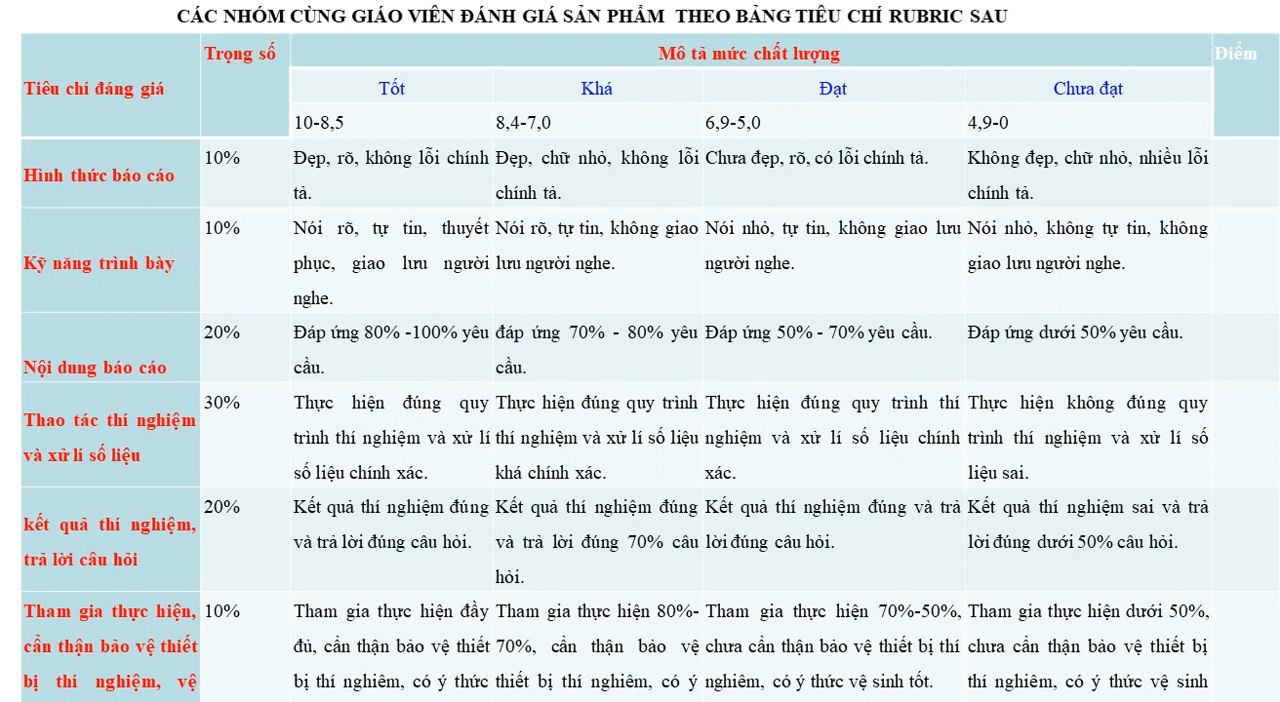 CÁC NHÓM CÙNG GIÁO VIÊN ĐÁNH GIÁ SẢN PHẨM THEO BẢNG TIÊU CHÍ RUBRIC SAU
Tiêu chí đáng giá
Trọng số
Mô tả mức chất lượng
Điểm
Tốt
Khá
Đạt
Chưa đạt
10-8,5
8,4-7,0
6,9-5,0
4,9-0
Hình thức báo cáo
10%
Đẹp, rõ, không lỗi chính
tả.
Đẹp, chữ nhỏ, không lỗi
chính tả.
Chưa đẹp, rõ, có lỗi chính tả.
Không đẹp, chữ nhỏ, nhiều lỗi
chính tả.
Kỹ năng trình bày
10%
Nói rõ, tự tin, thuyết
phục, giao lưu người
nghe.
Nói rõ, tự tin, không giao
lưu người nghe.
Nói nhỏ, tự tin, không giao lưu
người nghe.
Nói nhỏ, không tự tin, không
giao lưu người nghe.
Nội dung báo cáo
20%
Đáp ứng 80% -100% yêu
cầu.
đáp ứng 70% - 80% yêu
cầu.
Đáp ứng 50% - 70% yêu cầu.
Đáp ứng dưới 50% yêu cầu.
Thao tác thí nghiệm
và xử lí số liệu
30%
Thực hiện đúng quy
trình thí nghiệm và xử lí
số liệu chính xác.
Thực hiện đúng quy trình
thí nghiệm và xử lí số liệu
khá chính xác.
Thực hiện đúng quy trình thí
nghiệm và xử lí số liệu chính
xác.
Thực hiện không đúng quy
trình thí nghiệm và xử lí số
liệu sai.
kết quả thí nghiệm,
trả lời câu hỏi
20%
Kết quả thí nghiệm đúng
và trả lời đúng câu hỏi.
Kết quả thí nghiệm đúng
và trả lời đúng 70% câu
hỏi.
Kết quả thí nghiệm đúng và trả
lời đúng câu hỏi.
Kết quả thí nghiệm sai và trả
lời đúng dưới 50% câu hỏi.
Tham gia thực hiện,
cẩn thận bảo vệ thiết
bị thí nghiệm, vệ
10%
Tham gia thực hiện đầy
đủ, cẩn thận bảo vệ thiết
bị thí nghiêm, có ý thức
Tham gia thực hiện 80%-
70%, cẩn thận bảo vệ
thiết bị thí nghiêm, có ý
Tham gia thực hiện 70%-50%,
chưa cẩn thận bảo vệ thiết bị thí
nghiêm, có ý thức vệ sinh tốt.
Tham gia thực hiện dưới 50%,
chưa cẩn thận bảo vệ thiết bị
thí nghiêm, có ý thức vệ sinh